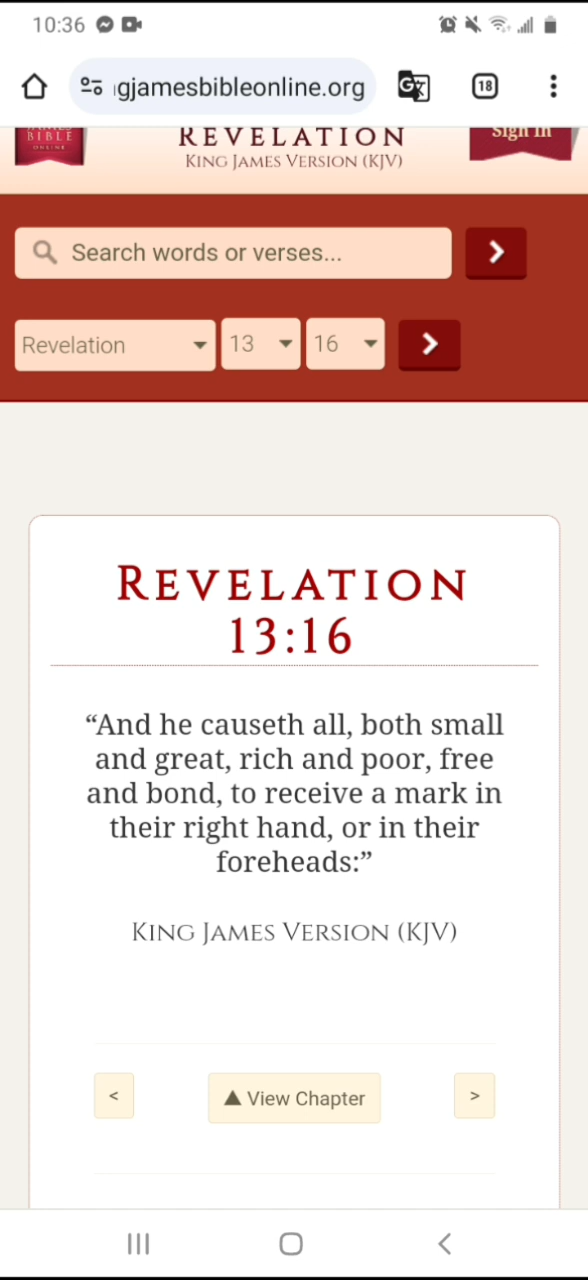 10:36
gjamesbibleonline.org
18
BIBLE
ONLINE
REVELATION
KING JAMES VERSION (KJV)
Sign In
Search words or verses...
Revelation
13
16
REVELATION
13:16
“And he causeth all, both small
and great, rich and poor, free
and bond, to receive a mark in
their right hand, or in their
foreheads:”
KING JAMES VERSION (KJV)
<
▲ View Chapter
>